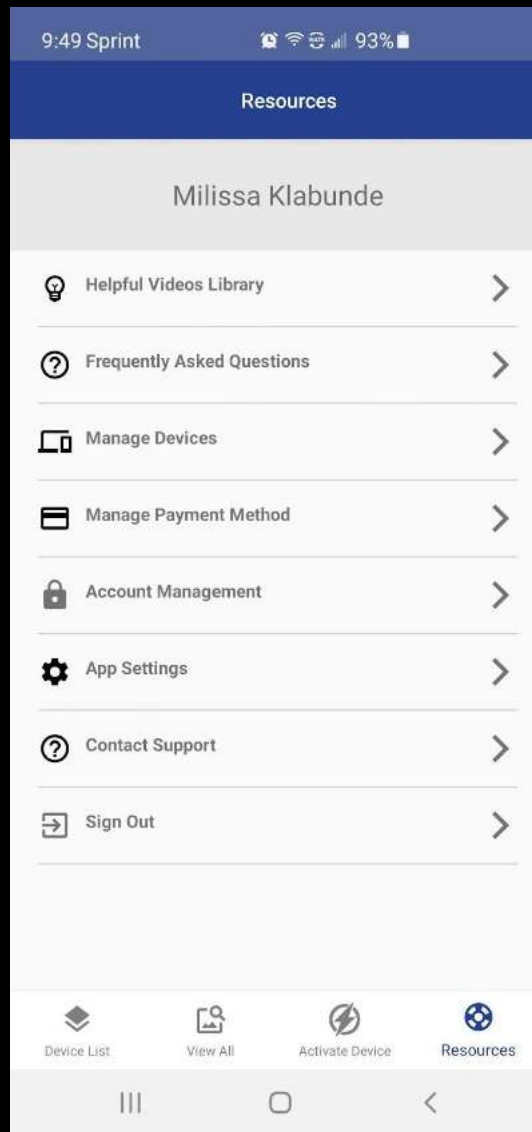 9:49 Sprint 93%
Resources
Milissa Klabunde
Helpful Videos Library
Frequently Asked Questions
Manage Devices
Manage Payment Method
Account Management
App Settings
Contact Support
Sign Out
Device List View All Activate Device Resources